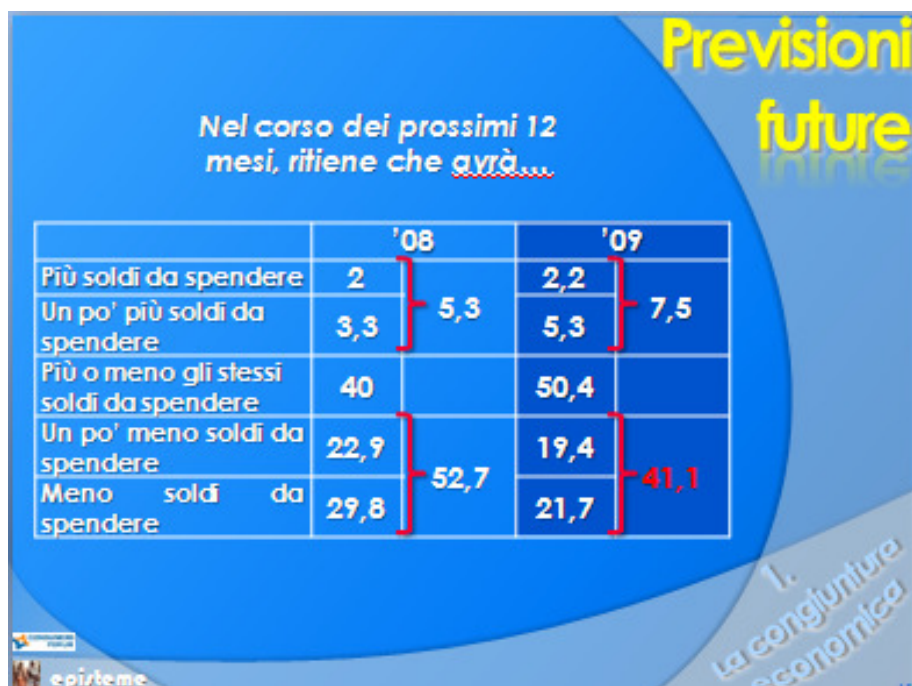 Previsioni
future
Nel corso dei prossimi 12
mesi, ritiene che avrà...
'08 '09
Più soldi da spendere 2 5,3 2,2 7,5
Un po' più soldi da
spendere 3,3 5,3
Più o meno gli stessi
soldi da spendere 40 50,4
Un po' meno soldi da
spendere 22,9 52,7 19,4 41,1
Meno soldi da
spendere 29,8 21,7
1.
La congiuntura
economica
CONSUMERS
FORUM
episteme